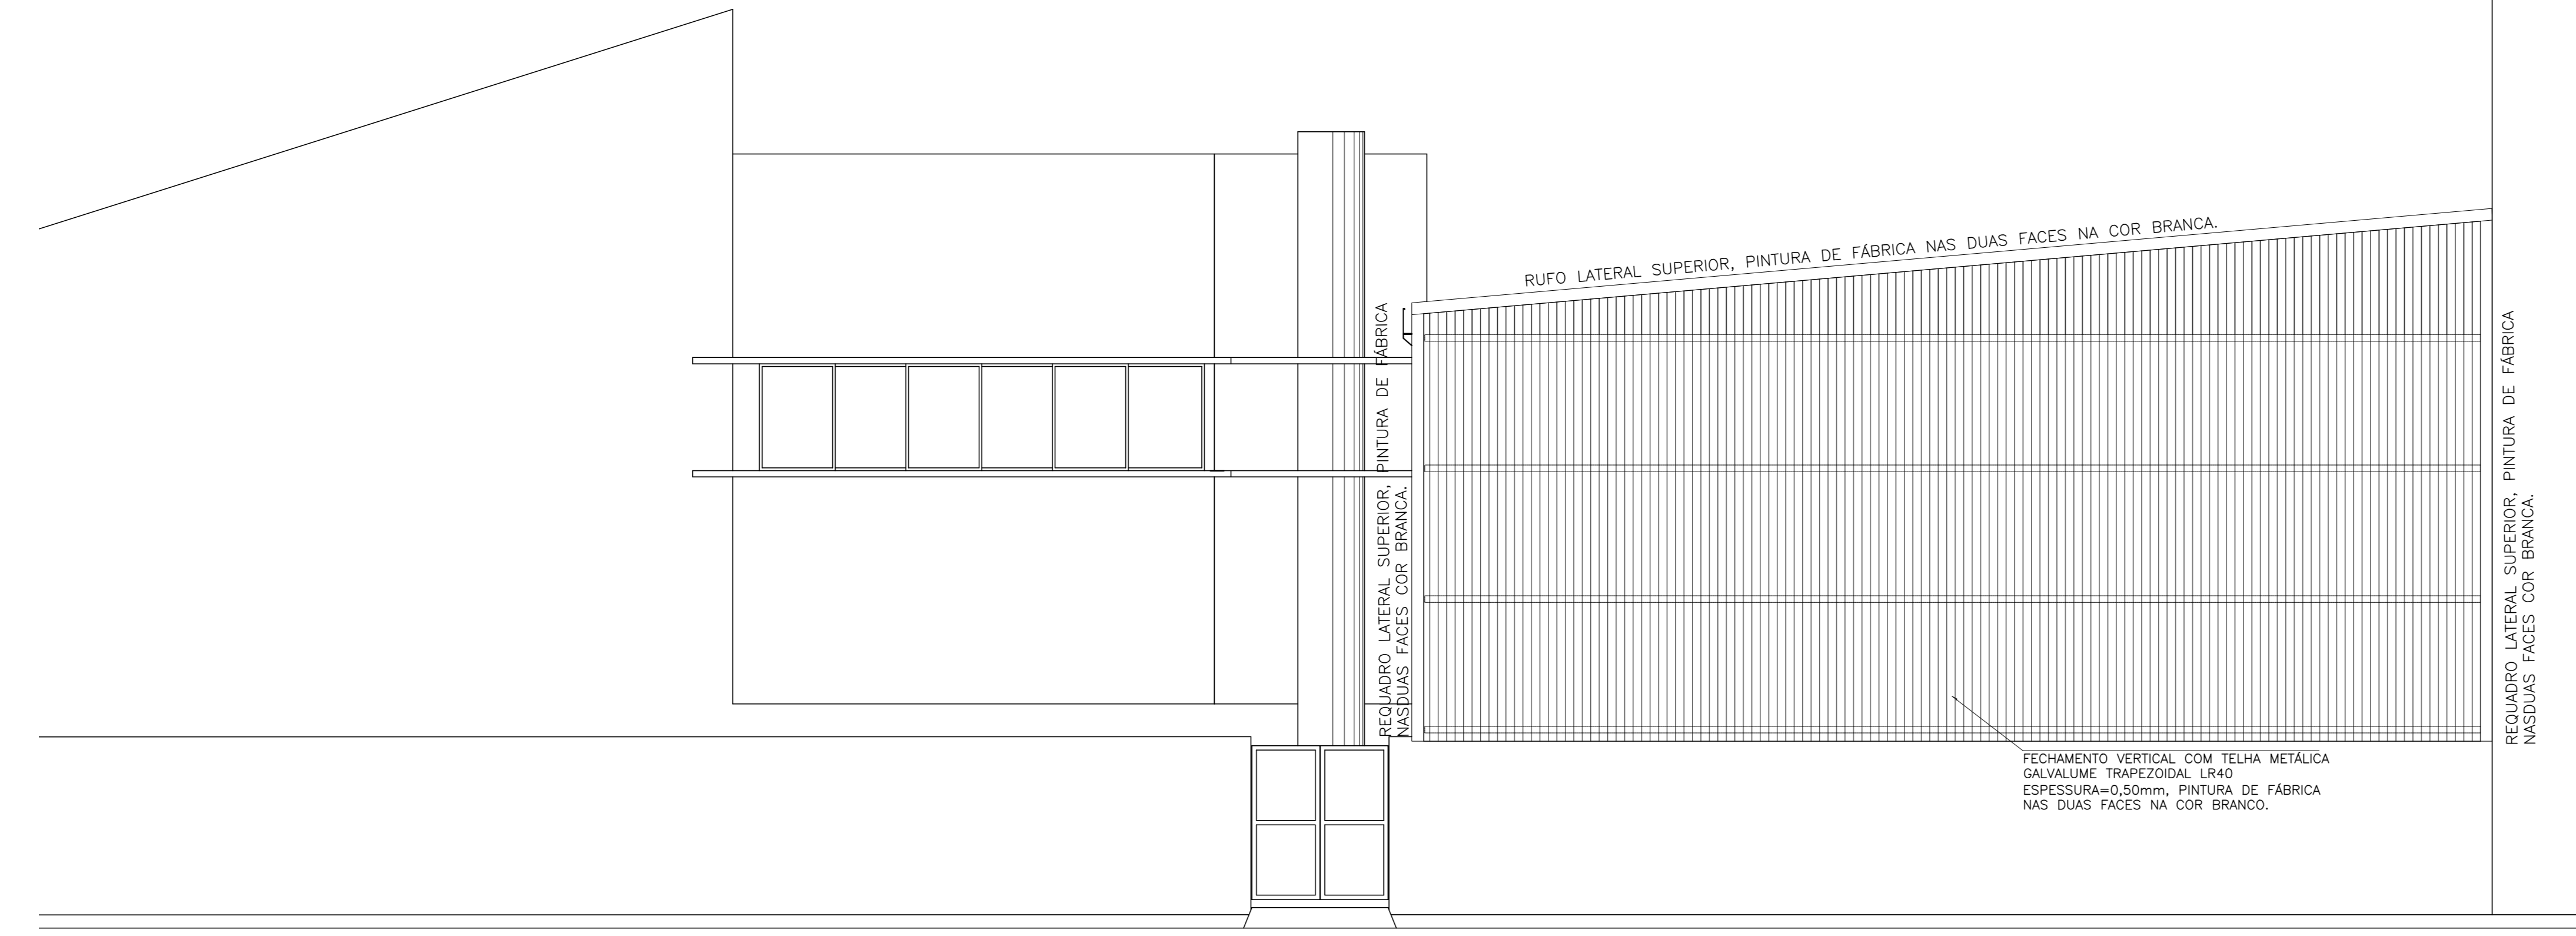 RUFO LATERAL SUPERIOR, PINTURA DE FÁBRICA NAS DUAS FACES NA COR BRANCA.
REQUADRO LATERAL SUPERIOR, PINTURA DE FÁBRICA
NASDUAS FACES COR BRANCA.
REQUADRO LATERAL SUPERIOR, PINTURA DE FÁBRICA
NASDUAS FACES COR BRANCA.
FECHAMENTO VERTICAL COM TELHA METÁLICA
GALVALUME TRAPEZOIDAL LR40
ESPESSURA=0,50mm, PINTURA DE FÁBRICA
NAS DUAS FACES NA COR BRANCO.